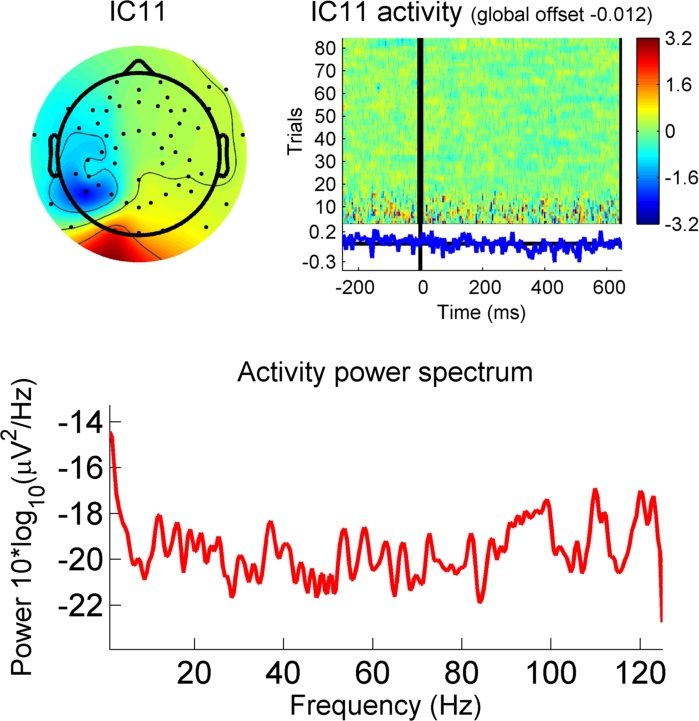 IC11
IC11 activity (global offset -0.012)
Trials
80
70
60
50
40
30
20
10
3.2
1.6
0
-1.6
-3.2
0.2
-0.3
-200 0 200 400 600
Time (ms)
Activity power spectrum
Power 10*log10(μV2/Hz)
-14
-16
-18
-20
-22
20 40 60 80 100 120
Frequency (Hz)